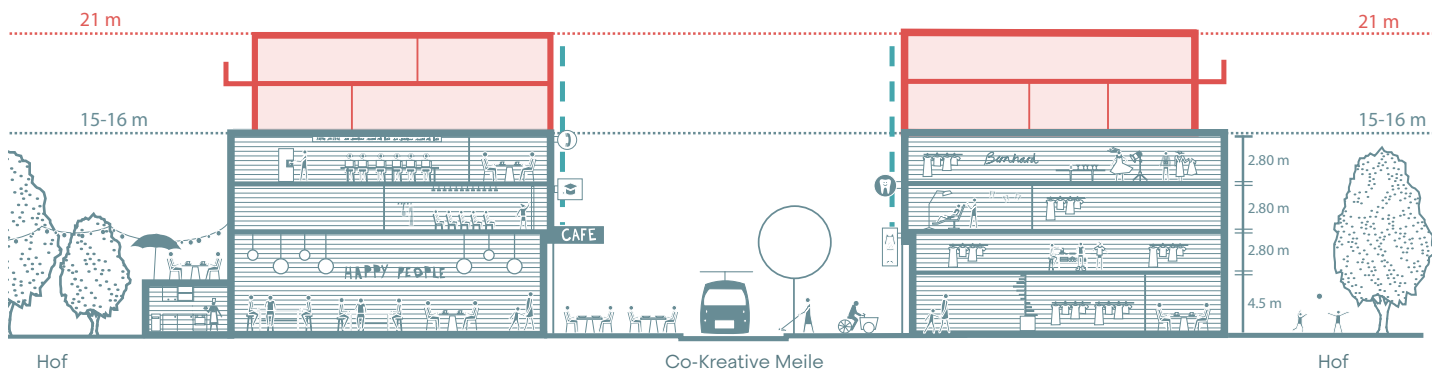 21 m
21 m
15-16 m
15-16 m
2.80 m
Bernhard
2.80 m
CAFE
2.80 m
HAPPY PEOPLE
4.5 m
Hof
Co-Kreative Meile
Hof